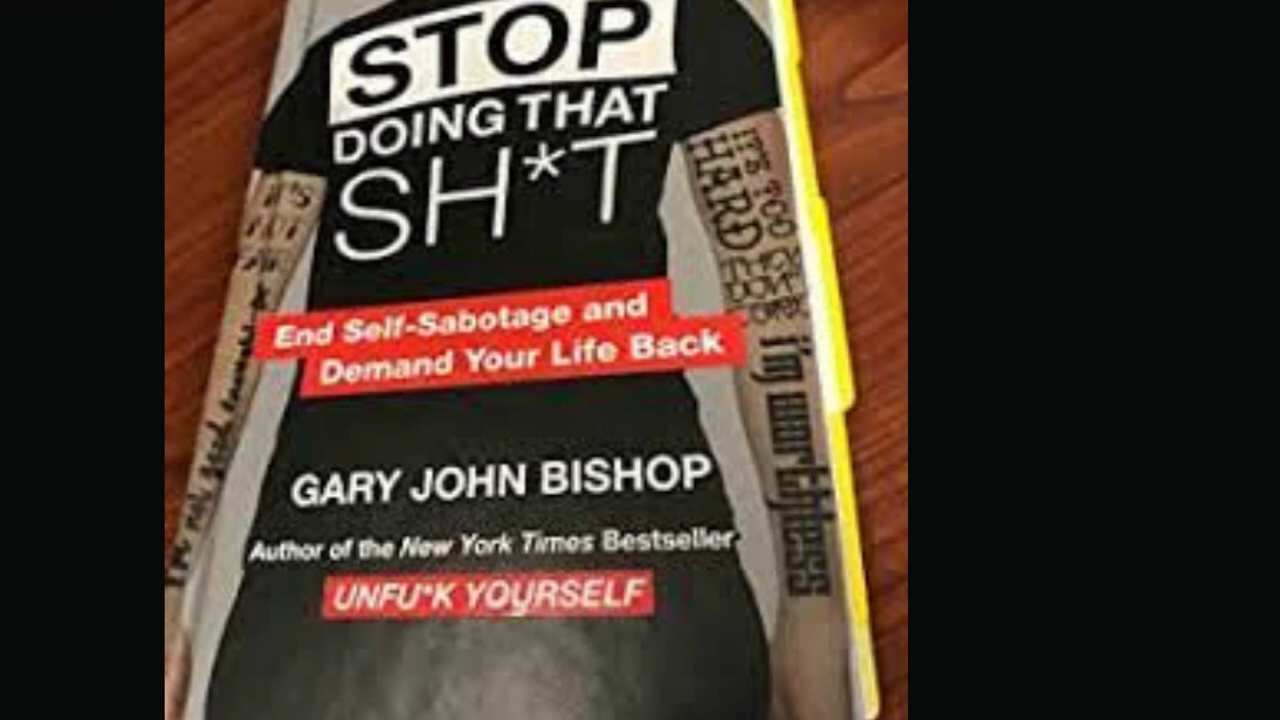 STOP
DOING THAT
SH*T
IT'S TOO
HARD
I'm worthless
End Self-Sabotage and
Demand Your Life Back
GARY JOHN BISHOP
Author of the New York Times Bestseller
UNFU*K YOURSELF